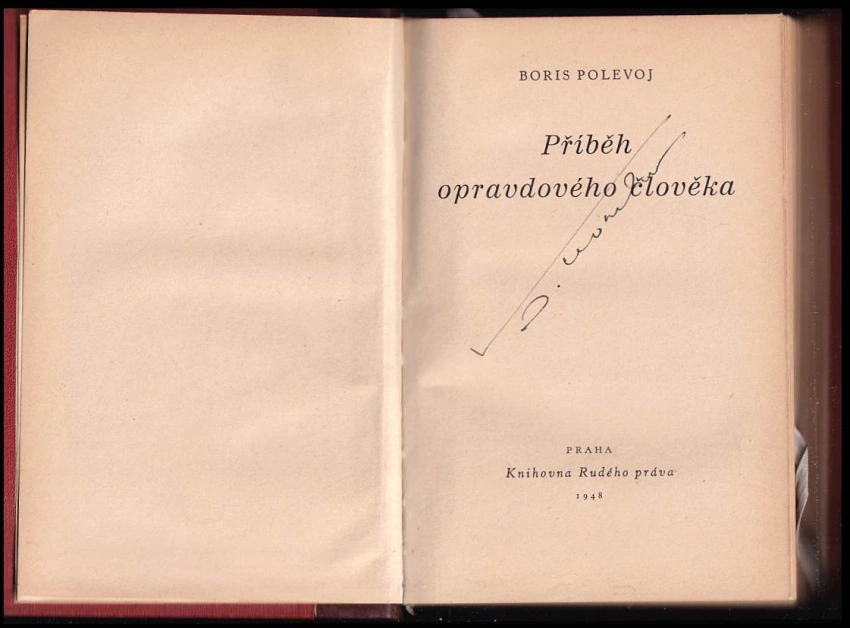 BORIS POLEVOJ
Příběh
opravdového člověka
PRAHA
Knihovna Rudého práva
1948